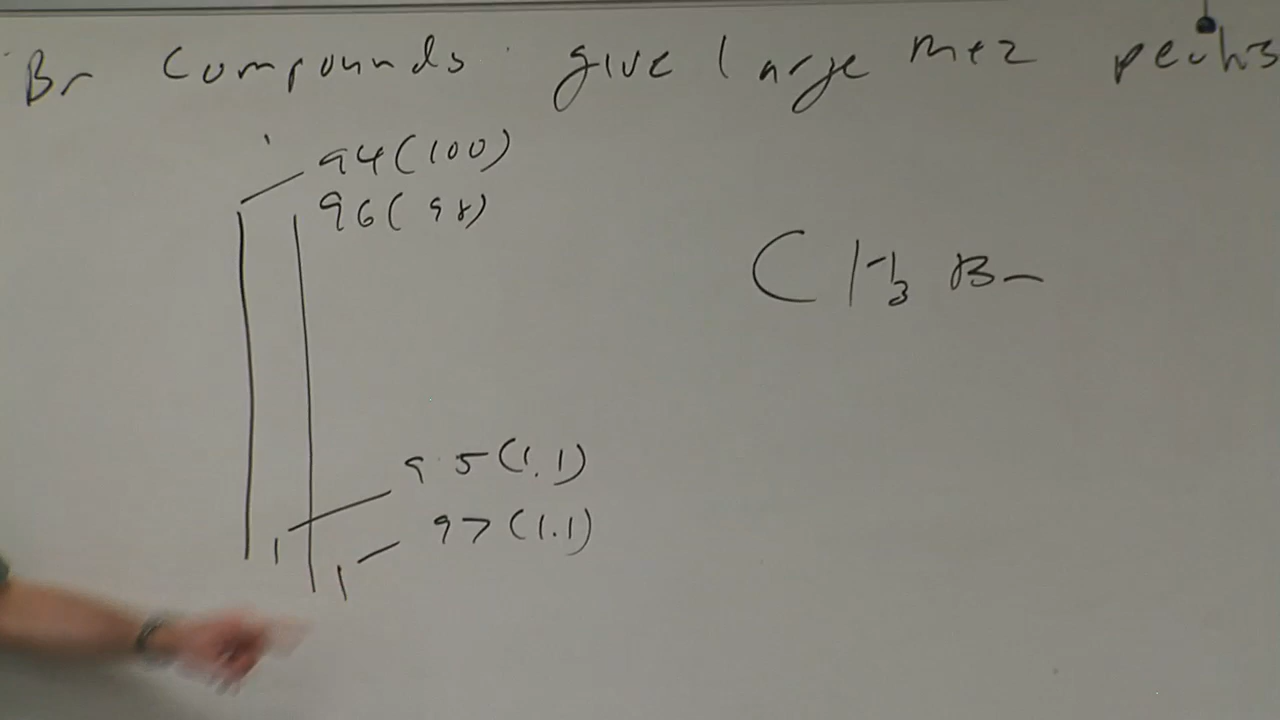 Br Compounds give large m+2 peaks
94(100)
96(98)
CH3Br
95(1.1)
97(1.1)